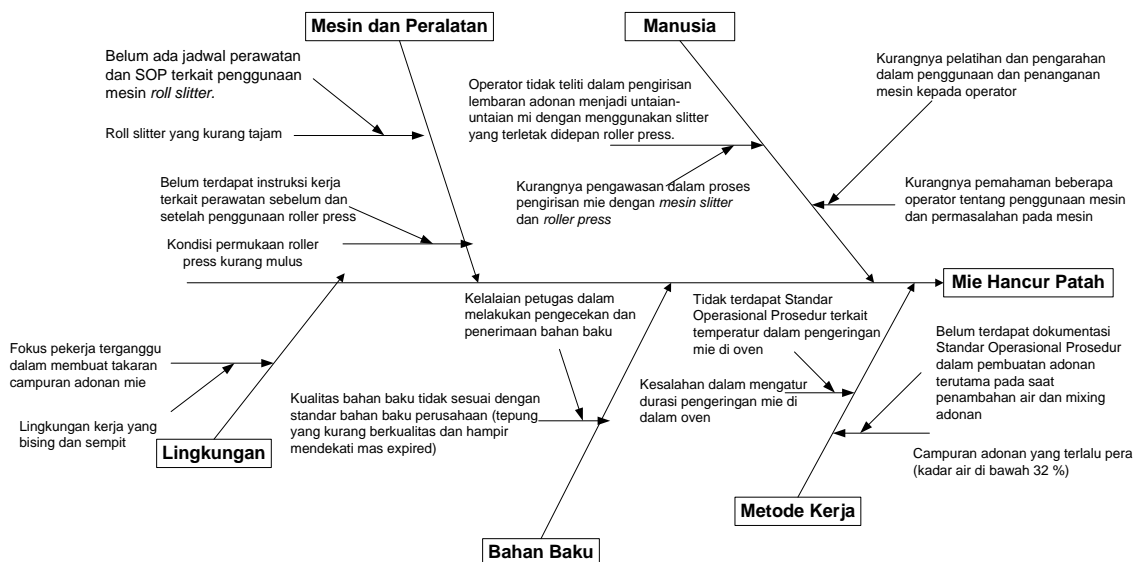 Mesin dan Peralatan
Manusia
Belum ada jadwal perawatan
dan SOP terkait penggunaan
mesin roll slitter.
Roll slitter yang kurang tajam
Belum terdapat instruksi kerja
terkait perawatan sebelum dan
setelah penggunaan roller press
Kondisi permukaan roller
press kurang mulus
Operator tidak teliti dalam pengirisan
lembaran adonan menjadi untaian-
untaian mi dengan menggunakan slitter
yang terletak didepan roller press.
Kurangnya pengawasan dalam proses
pengirisan mie dengan mesin slitter
dan roller press
Kurangnya pelatihan dan pengarahan
dalam penggunaan dan penanganan
mesin kepada operator
Kurangnya pemahaman beberapa
operator tentang penggunaan mesin
dan permasalahan pada mesin
Mie Hancur Patah
Fokus pekerja terganggu
dalam membuat takaran
campuran adonan mie
Lingkungan kerja yang
bising dan sempit
Lingkungan
Kelalaian petugas dalam
melakukan pengecekan dan
penerimaan bahan baku
Kualitas bahan baku tidak sesuai dengan
standar bahan baku perusahaan (tepung
yang kurang berkualitas dan hampir
mendekati mas expired)
Bahan Baku
Tidak terdapat Standar
Operasional Prosedur terkait
temperatur dalam pengeringan
mie di oven
Kesalahan dalam mengatur
durasi pengeringan mie di
dalam oven
Belum terdapat dokumentasi
Standar Operasional Prosedur
dalam pembuatan adonan
terutama pada saat
penambahan air dan mixing
adonan
Campuran adonan yang terlalu pera
(kadar air di bawah 32 %)
Metode Kerja